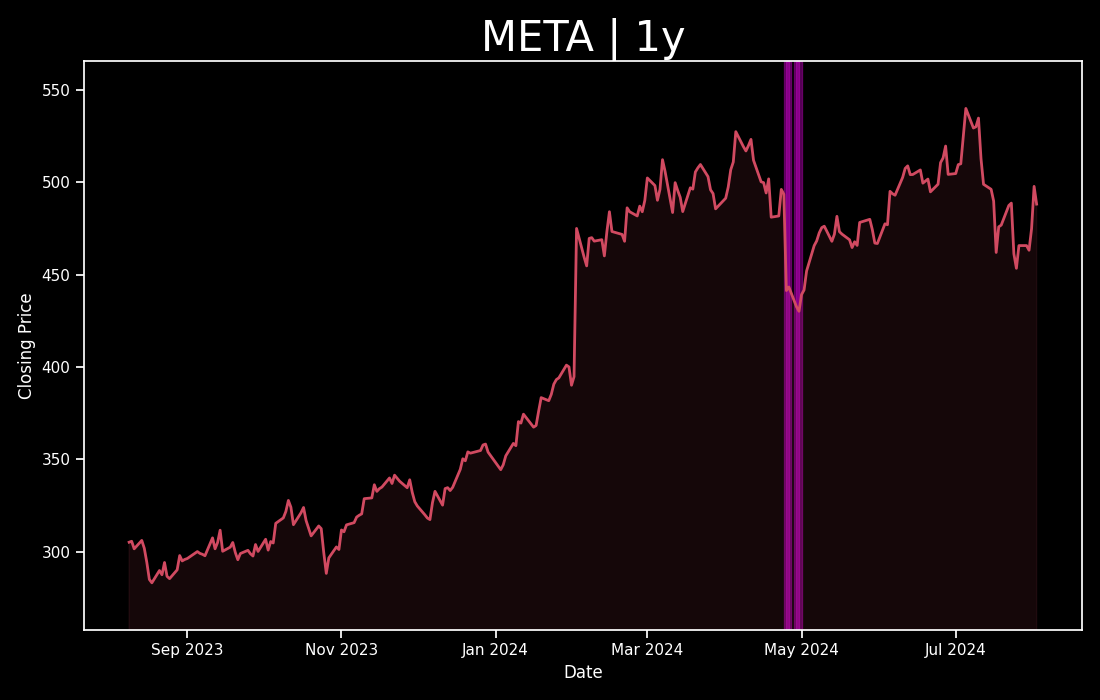 META | 1y
550
500
450
400
350
300
Closing Price
Sep 2023
Nov 2023
Jan 2024
Mar 2024
May 2024
Jul 2024
Date